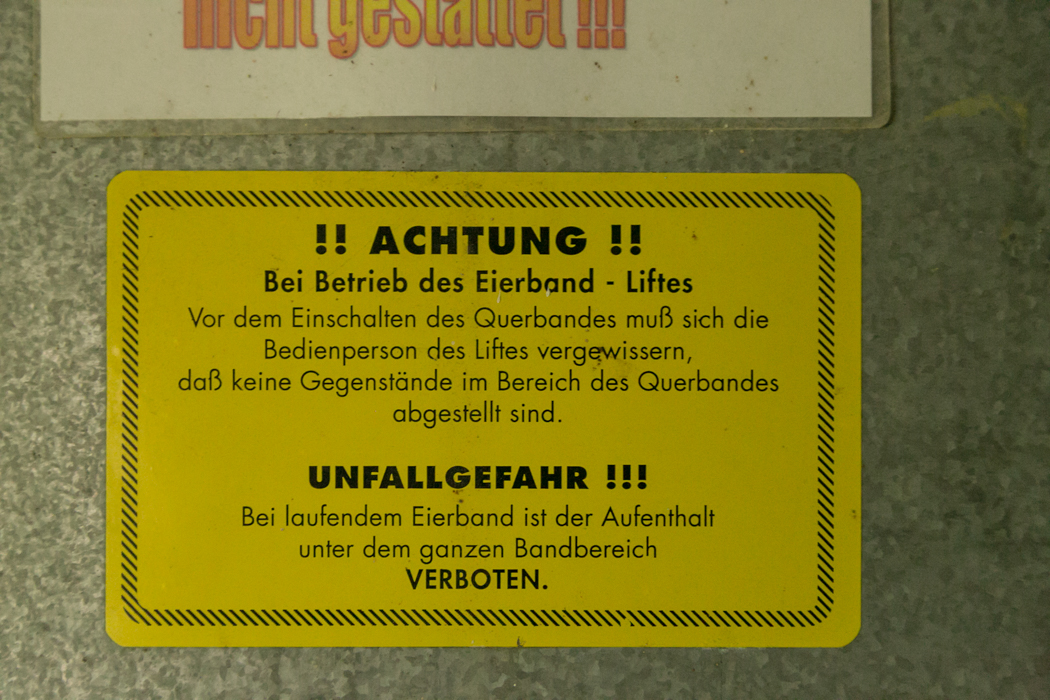 nicht gestattet !!!
!! ACHTUNG !!
Bei Betrieb des Eierband - Liftes
Vor dem Einschalten des Querbandes muß sich die
Bedienperson des Liftes vergewissern,
daß keine Gegenstände im Bereich des Querbandes
abgestellt sind.
UNFALLGEFAHR !!!
Bei laufendem Eierband ist der Aufenthalt
unter dem ganzen Bandbereich
VERBOTEN.